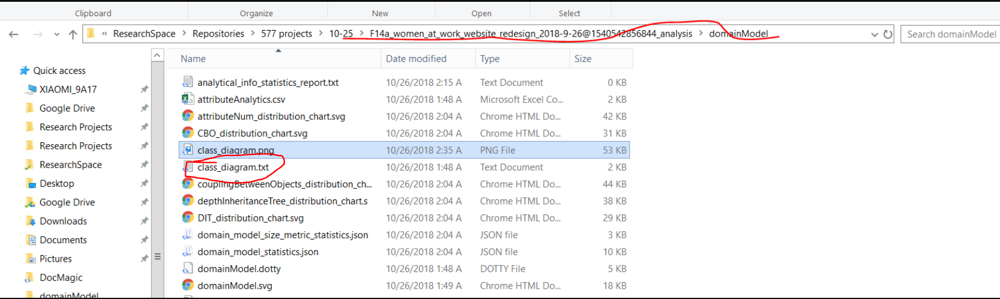 Clipboard Organize New Open Select
« ResearchSpace > Repositories > 577 projects > 10-25 > F14a_women_at_work_website_redesign_2018-9-26@1540542856844_analysis > domainModel Search domainModel
Name Date modified Type Size
Quick access
XIAOMI_9A17
Google Drive
Research Projects
Research Projects
ResearchSpace
Desktop
Google Drive
Downloads
Documents
Pictures
DocMagic
domainModel
analytical_info_statistics_report.txt 10/26/2018 2:15 A Text Document 0 KB
attributeAnalytics.csv 10/26/2018 1:48 A Microsoft Excel Co... 2 KB
attributeNum_distribution_chart.svg 10/26/2018 2:04 A Chrome HTML Do... 42 KB
CBO_distribution_chart.svg 10/26/2018 2:04 A Chrome HTML Do... 31 KB
class_diagram.png 10/26/2018 2:35 A PNG File 53 KB
class_diagram.txt 10/26/2018 1:48 A Text Document 2 KB
couplingBetweenObjects_distribution_ch... 10/26/2018 2:04 A Chrome HTML Do... 44 KB
depthInheritanceTree_distribution_chart.s 10/26/2018 2:04 A Chrome HTML Do... 38 KB
DIT_distribution_chart.svg 10/26/2018 2:04 A Chrome HTML Do... 29 KB
domain_model_size_metric_statistics.json 10/26/2018 2:04 A JSON file 3 KB
domain_model_statistics.json 10/26/2018 2:04 A JSON file 10 KB
domainModel.dotty 10/26/2018 1:48 A DOTTY File 5 KB
domainModel.svg 10/26/2018 1:49 A Chrome HTML Do... 18 KB